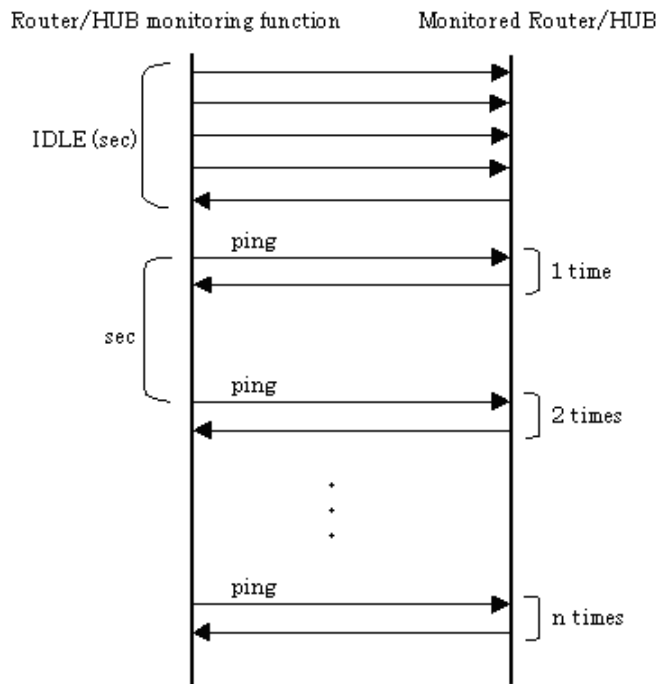 Router/HUB monitoring function
Monitored Router/HUB
IDLE (sec)
ping
1 time
sec
ping
2 times
ping
n times